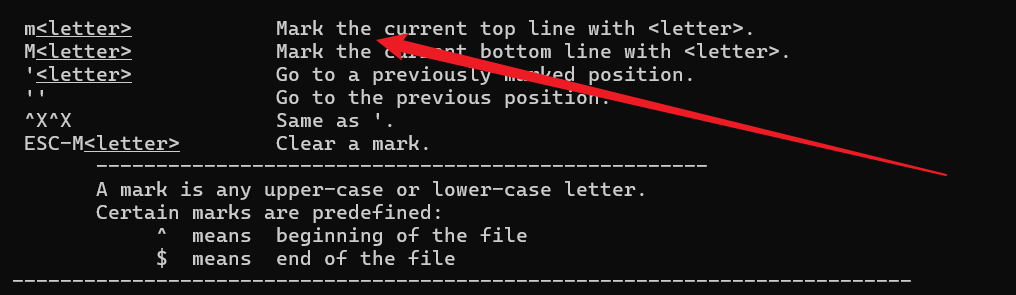 m<letter> Mark the current top line with <letter>.
M<letter> Mark the current bottom line with <letter>.
'<letter> Go to a previously marked position.
'' Go to the previous position.
^X^X Same as '.
ESC-M<letter> Clear a mark.
---------------------------------------------------
A mark is any upper-case or lower-case letter.
Certain marks are predefined:
^ means beginning of the file
$ means end of the file
---------------------------------------------------------------------------